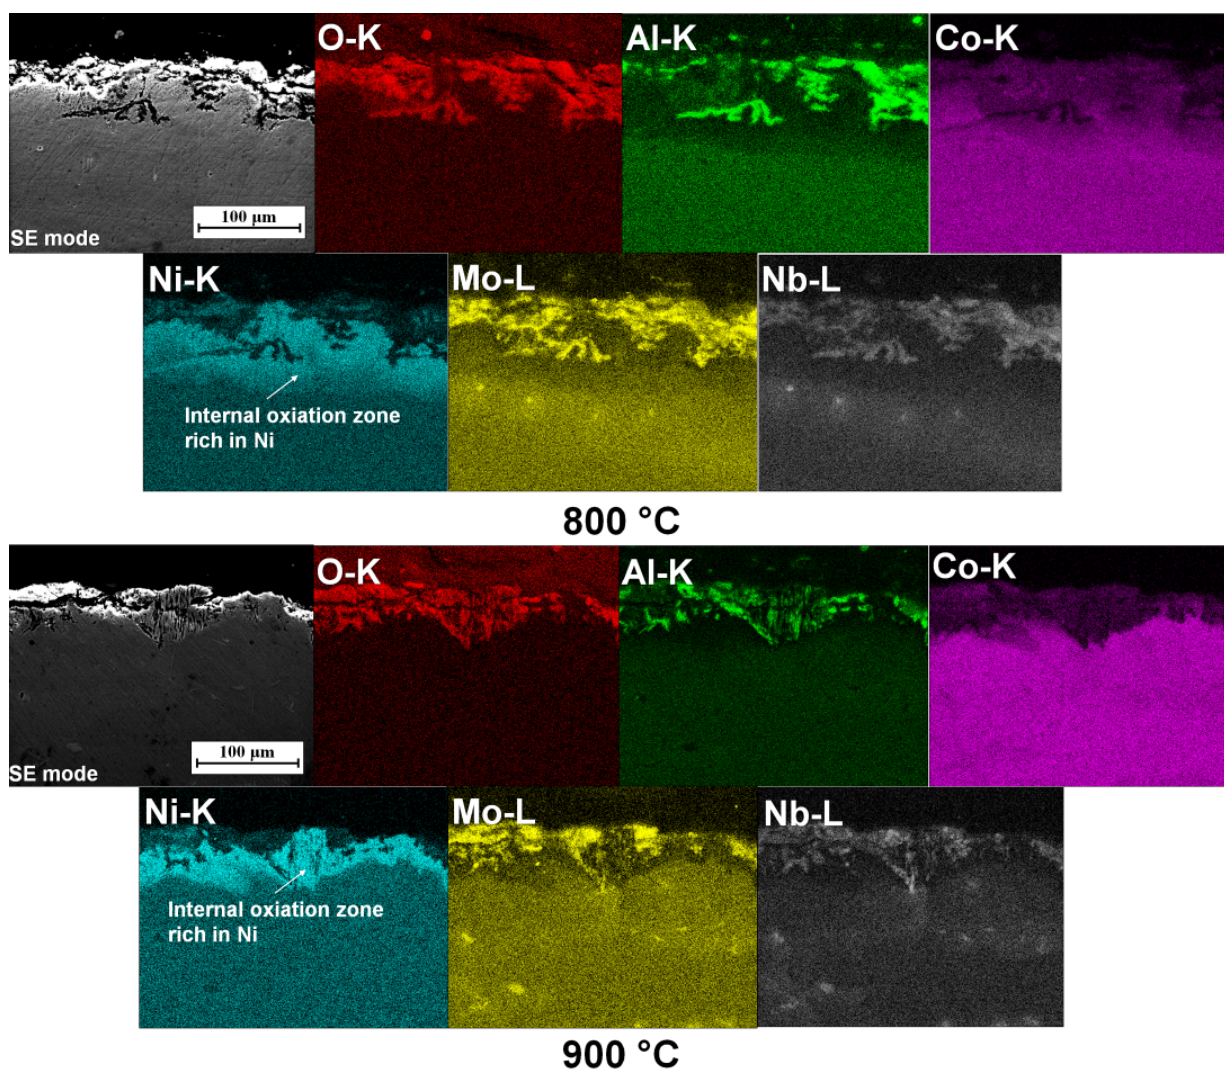 O-K
Al-K
Co-K
100 μm
SE mode
Ni-K
Mo-L
Nb-L
Internal oxiation zone
rich in Ni
800 °C
O-K
Al-K
Co-K
100 μm
SE mode
Ni-K
Mo-L
Nb-L
Internal oxiation zone
rich in Ni
900 °C